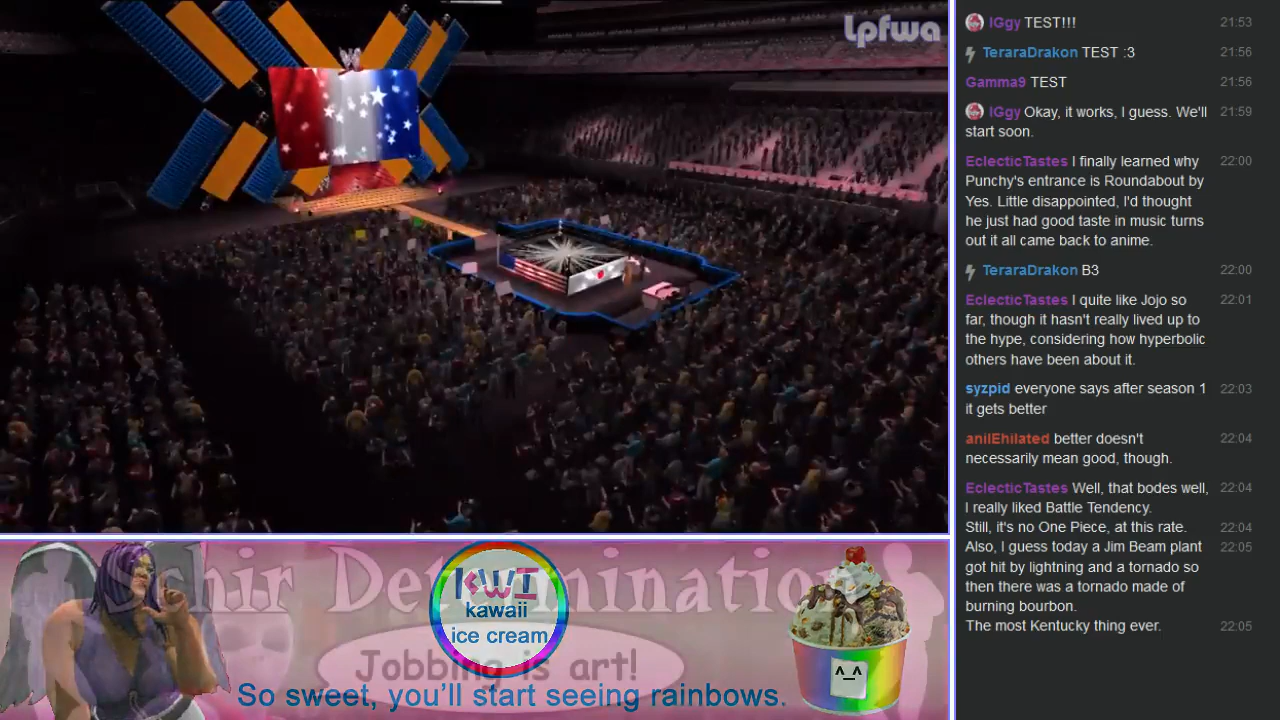 Lpfwa
IGgy TEST!!! 21:53
TeraraDrakon TEST :3 21:56
Gamma9 TEST 21:56
IGgy Okay, it works, I guess. We'll 21:59
start soon.
EclecticTastes I finally learned why 22:00
Punchy's entrance is Roundabout by
Yes. Little disappointed, I'd thought
he just had good taste in music turns
out it all came back to anime.
TeraraDrakon B3 22:00
EclecticTastes I quite like Jojo so 22:01
far, though it hasn't really lived up to
the hype, considering how hyperbolic
others have been about it.
syzpid everyone says after season 1 22:03
it gets better
anilEhilated better doesn't 22:04
necessarily mean good, though.
EclecticTastes Well, that bodes well, 22:04
I really liked Battle Tendency.
Still, it's no One Piece, at this rate. 22:04
Also, I guess today a Jim Beam plant 22:05
got hit by lightning and a tornado so
then there was a tornado made of
burning bourbon.
The most Kentucky thing ever. 22:05
Schir Determination
KWI
kawaii
ice cream
^_^
Jobbing is art!
So sweet, you'll start seeing rainbows.